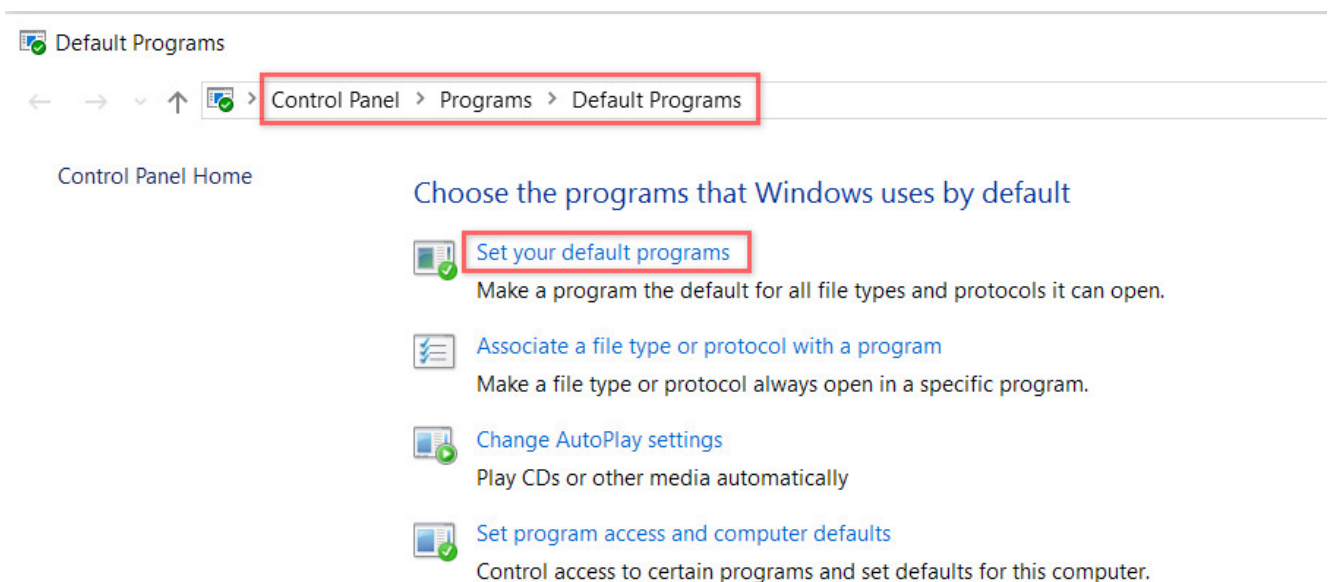 Default Programs
Control Panel > Programs > Default Programs
Control Panel Home
Choose the programs that Windows uses by default
Set your default programs
Make a program the default for all file types and protocols it can open.
Associate a file type or protocol with a program
Make a file type or protocol always open in a specific program.
Change AutoPlay settings
Play CDs or other media automatically
Set program access and computer defaults
Control access to certain programs and set defaults for this computer.